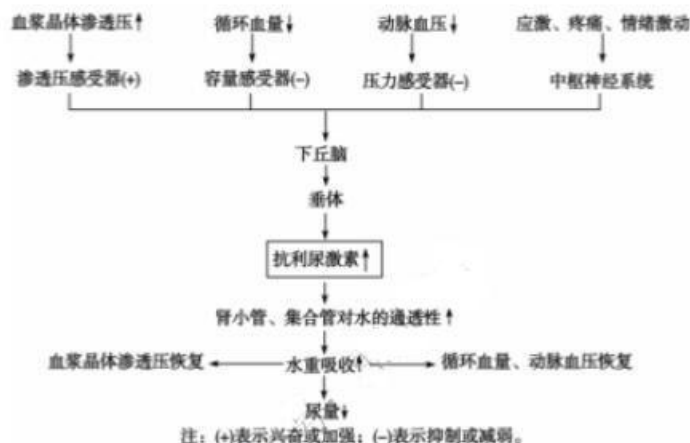 血浆晶体渗透压↑ 循环血量↓ 动脉血压↓ 应激、疼痛、情绪激动
渗透压感受器(+) 容量感受器(-) 压力感受器(-) 中枢神经系统
下丘脑
垂体
抗利尿激素↑
肾小管、集合管对水的通透性↑
血浆晶体渗透压恢复 水重吸收↑ 循环血量、动脉血压恢复
尿量↓
注：(+)表示兴奋或加强；(-)表示抑制或减弱。